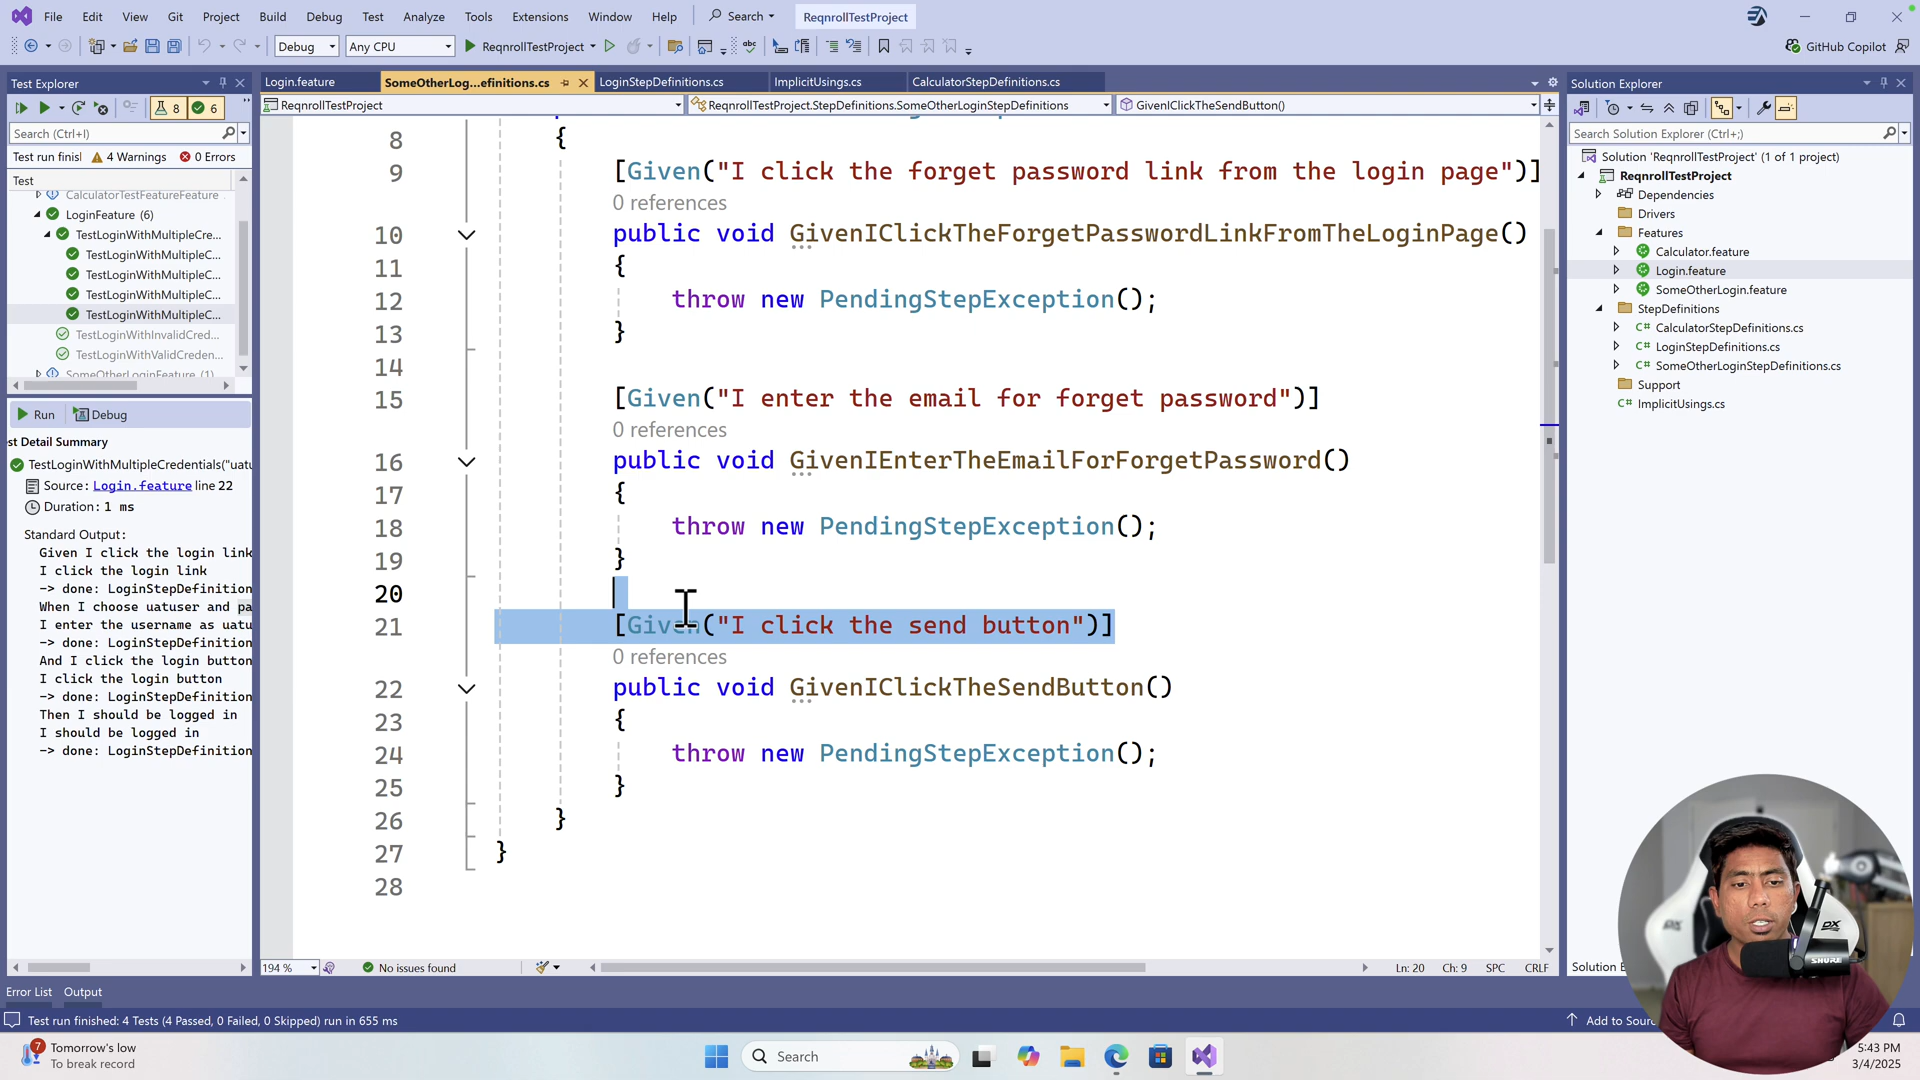 File Edit View Git Project Build Debug Test Analyze Tools Extensions Window Help Search ReqnrollTestProject
Debug Any CPU ReqnrollTestProject GitHub Copilot
Test Explorer
8 6
Search (Ctrl+I)
Test run finisl 4 Warnings 0 Errors
Test
CalculatorTestFeatureFeature
LoginFeature (6)
TestLoginWithMultipleCre...
TestLoginWithMultipleC...
TestLoginWithMultipleC...
TestLoginWithMultipleC...
TestLoginWithMultipleC...
TestLoginWithInvalidCred...
TestLoginWithValidCreden...
SomeOtherLoginFeature (1)
Run Debug
st Detail Summary
TestLoginWithMultipleCredentials("uatu
Source: Login.feature line 22
Duration: 1 ms
Standard Output:
Given I click the login link
I click the login link
-> done: LoginStepDefinition
When I choose uatuser and pa
I enter the username as uatu
-> done: LoginStepDefinition
And I click the login button
I click the login button
-> done: LoginStepDefinition
Then I should be logged in
I should be logged in
-> done: LoginStepDefinition
Login.feature SomeOtherLog...efinitions.cs LoginStepDefinitions.cs ImplicitUsings.cs CalculatorStepDefinitions.cs
ReqnrollTestProject ReqnrollTestProject.StepDefinitions.SomeOtherLoginStepDefinitions GivenIClickTheSendButton()
8 {
9 [Given("I click the forget password link from the login page")]
0 references
10 public void GivenIClickTheForgetPasswordLinkFromTheLoginPage()
11 {
12 throw new PendingStepException();
13 }
14
15 [Given("I enter the email for forget password")]
0 references
16 public void GivenIEnterTheEmailForForgetPassword()
17 {
18 throw new PendingStepException();
19 }
20
21 [Given("I click the send button")]
0 references
22 public void GivenIClickTheSendButton()
23 {
24 throw new PendingStepException();
25 }
26 }
27 }
28
194 % No issues found Ln: 20 Ch: 9 SPC CRLF
Solution Explorer
Search Solution Explorer (Ctrl+;)
Solution 'ReqnrollTestProject' (1 of 1 project)
ReqnrollTestProject
Dependencies
Drivers
Features
Calculator.feature
Login.feature
SomeOtherLogin.feature
StepDefinitions
C# CalculatorStepDefinitions.cs
C# LoginStepDefinitions.cs
C# SomeOtherLoginStepDefinitions.cs
Support
C# ImplicitUsings.cs
Solution E
Error List Output
Test run finished: 4 Tests (4 Passed, 0 Failed, 0 Skipped) run in 655 ms Add to Sour
7 Tomorrow's low
To break record
Search
5:43 PM
3/4/2025
SHURE
DX